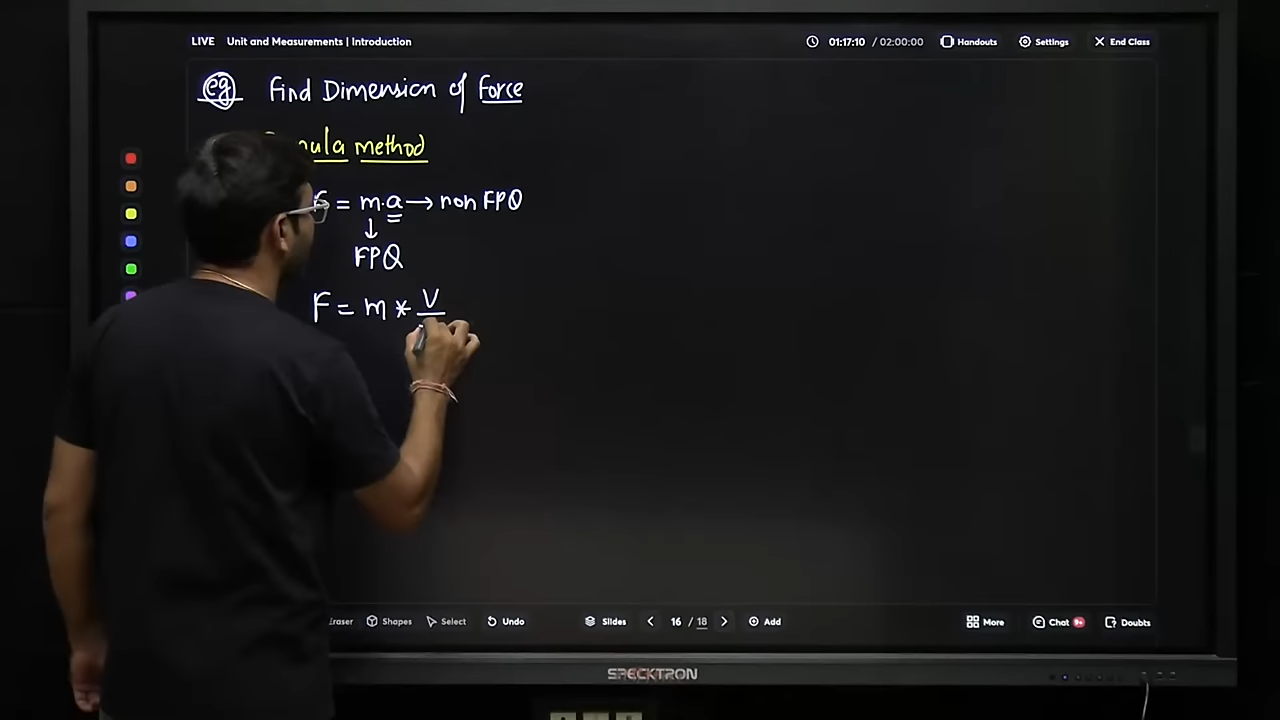 LIVE Unit and Measurements | Introduction 01:17:10 / 02:00:00 Handouts Settings End Class
eg Find Dimension of Force
method
= m.a → non FPQ
↓
FPQ
F = m * V
Shapes Select Undo Slides < 16 / 18 > Add More Chat 9+ Doubts
SPECKTRON